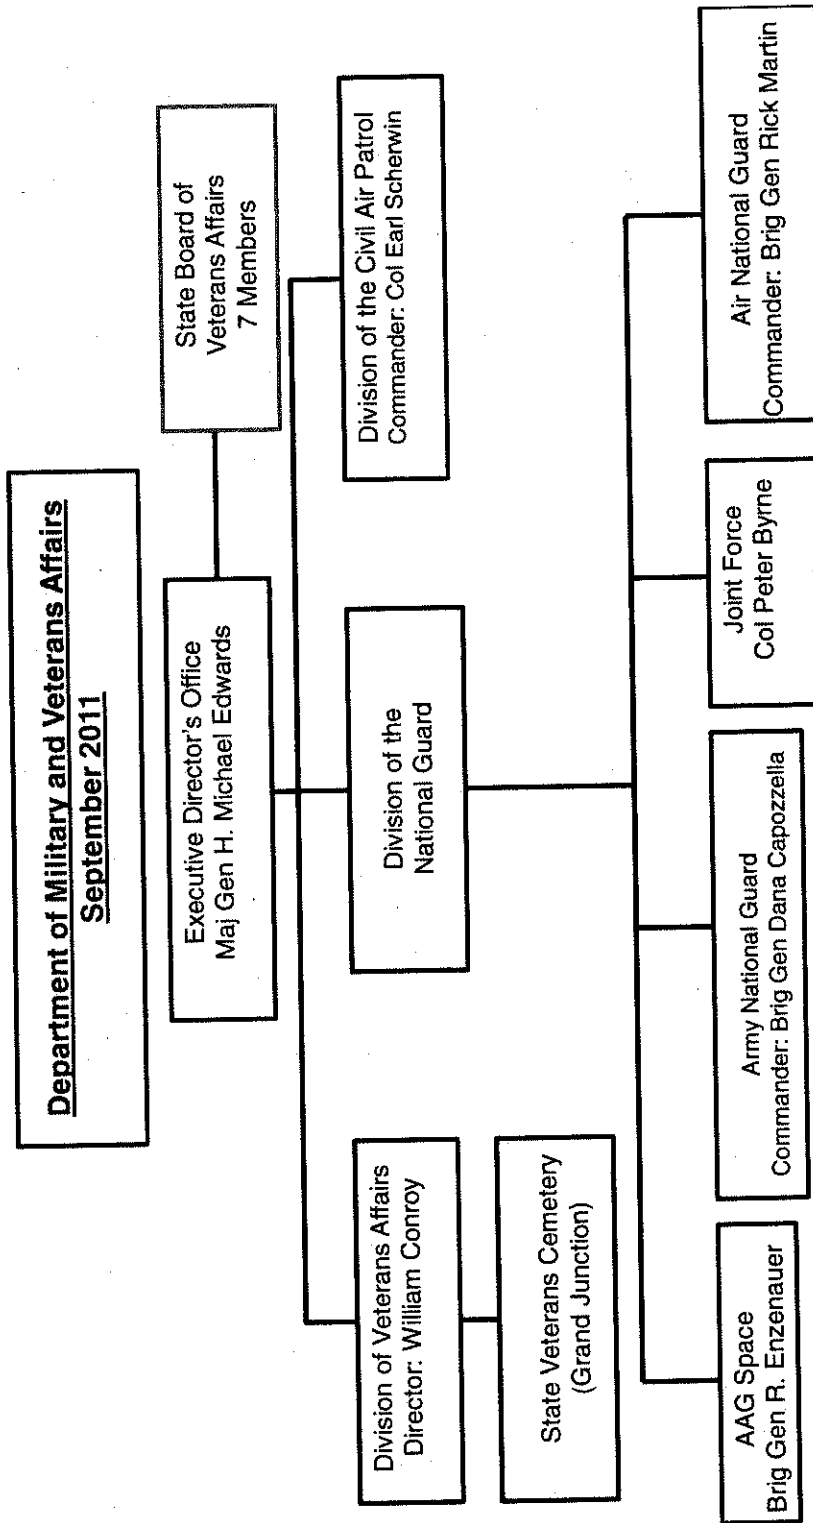 Department of Military and Veterans Affairs
September 2011
Executive Director's Office
Maj Gen H. Michael Edwards
State Board of
Veterans Affairs
7 Members
Division of Veterans Affairs
Director: William Conroy
Division of the
National Guard
Division of the Civil Air Patrol
Commander: Col Earl Scherwin
State Veterans Cemetery
(Grand Junction)
AAG Space
Brig Gen R. Enzenauer
Army National Guard
Commander: Brig Gen Dana Capozzella
Joint Force
Col Peter Byrne
Air National Guard
Commander: Brig Gen Rick Martin